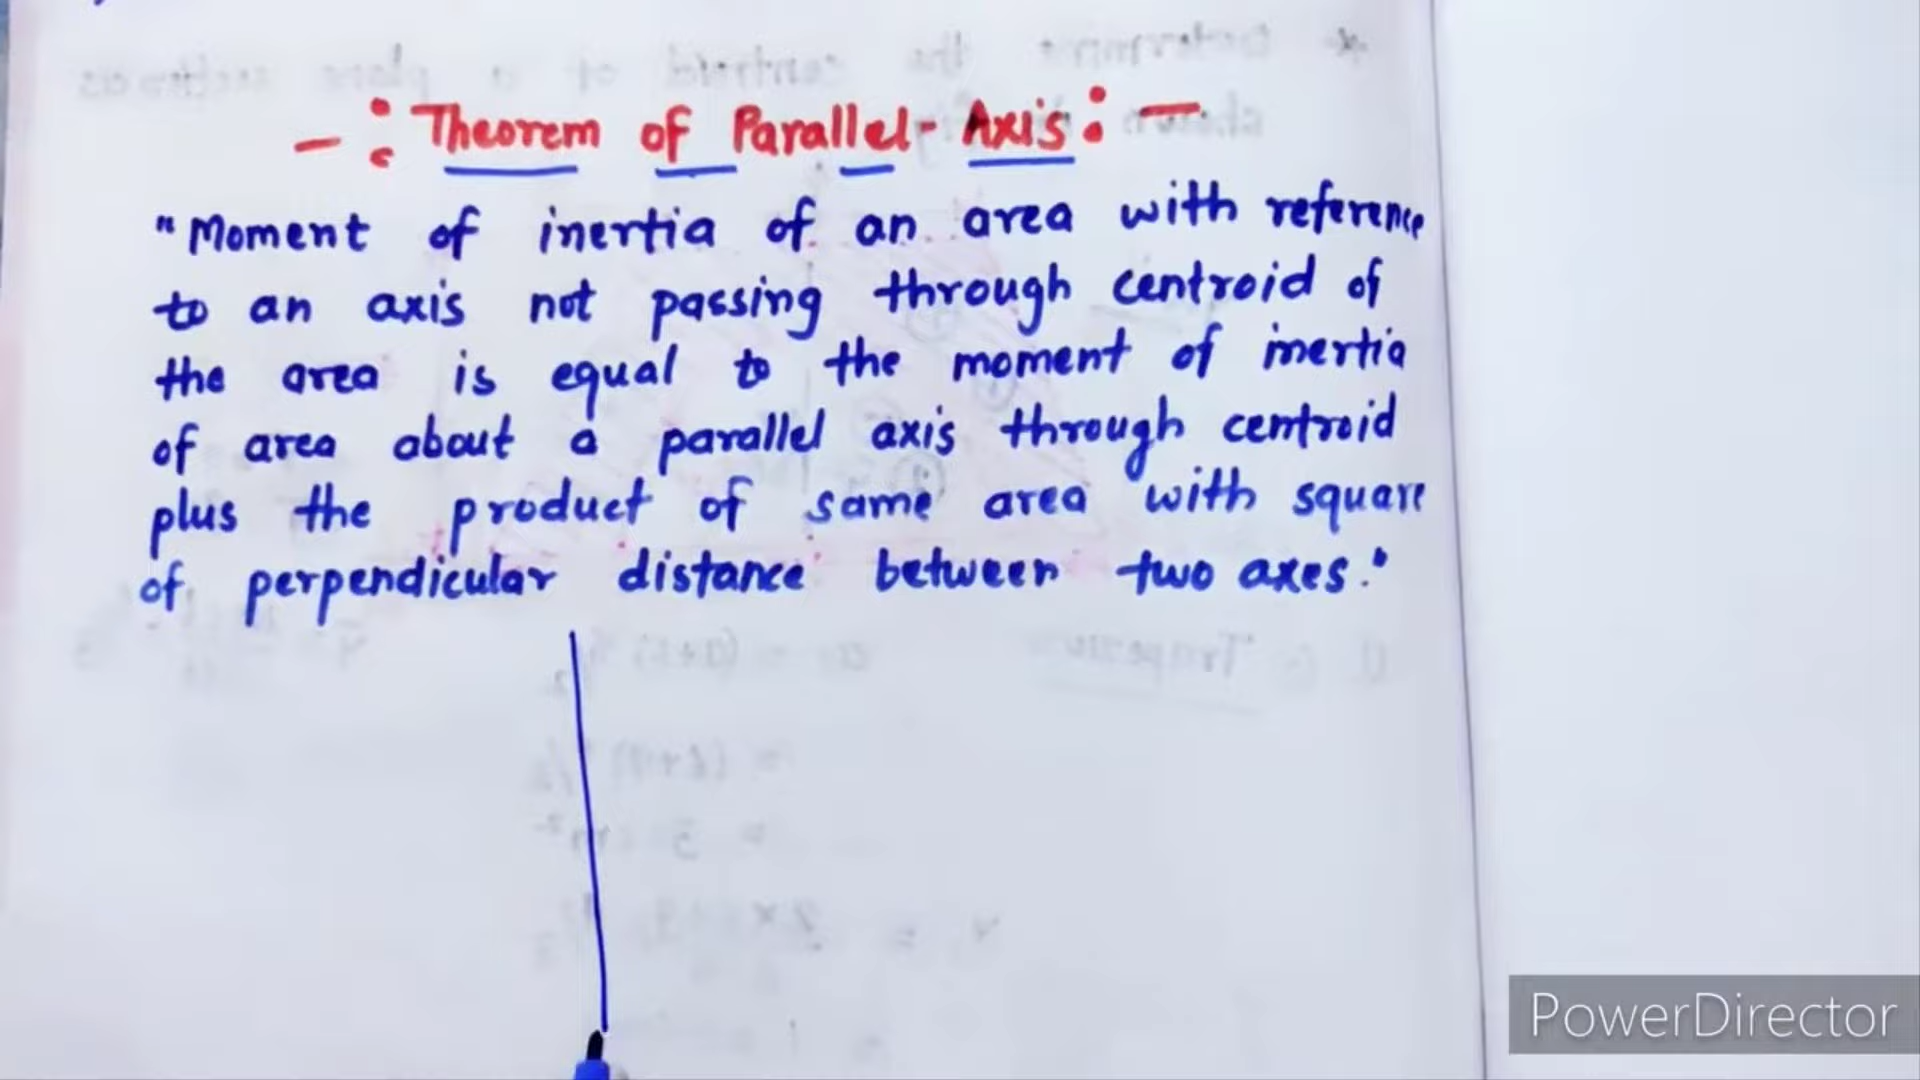 -: Theorem of Parallel-Axis:-
"Moment of inertia of an area with reference
to an axis not passing through centroid of
the area is equal to the moment of inertia
of area about a parallel axis through centroid
plus the product of same area with square
of perpendicular distance between two axes."
PowerDirector